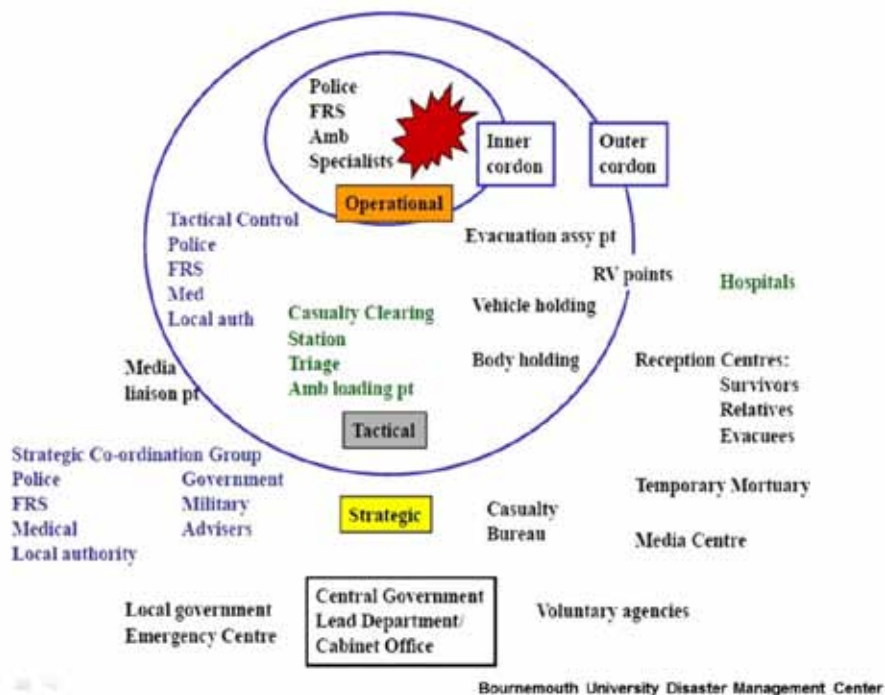 Police
FRS
Amb
Specialists
Inner
cordon
Outer
cordon
Operational
Tactical Control
Police
FRS
Med
Local auth
Evacuation assy pt
RV points
Hospitals
Vehicle holding
Casualty Clearing
Station
Triage
Amb loading pt
Body holding
Media
liaison pt
Reception Centres:
Survivors
Relatives
Evacuees
Tactical
Strategic Co-ordination Group
Police Government
FRS Military
Medical Advisers
Local authority
Strategic
Casualty
Bureau
Temporary Mortuary
Media Centre
Local government
Emergency Centre
Central Government
Lead Department/
Cabinet Office
Voluntary agencies
Bournemouth University Disaster Management Center